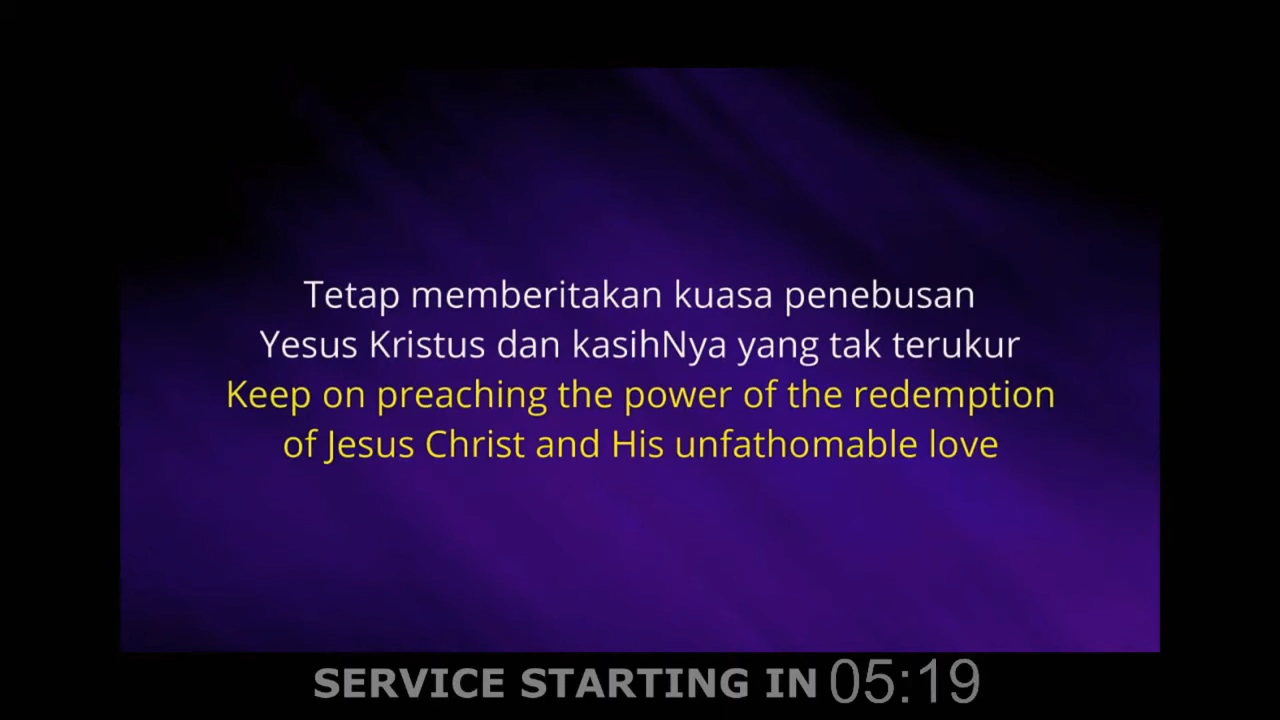 Tetap memberitakan kuasa penebusan
Yesus Kristus dan kasihNya yang tak terukur
Keep on preaching the power of the redemption
of Jesus Christ and His unfathomable love
SERVICE STARTING IN 05:19